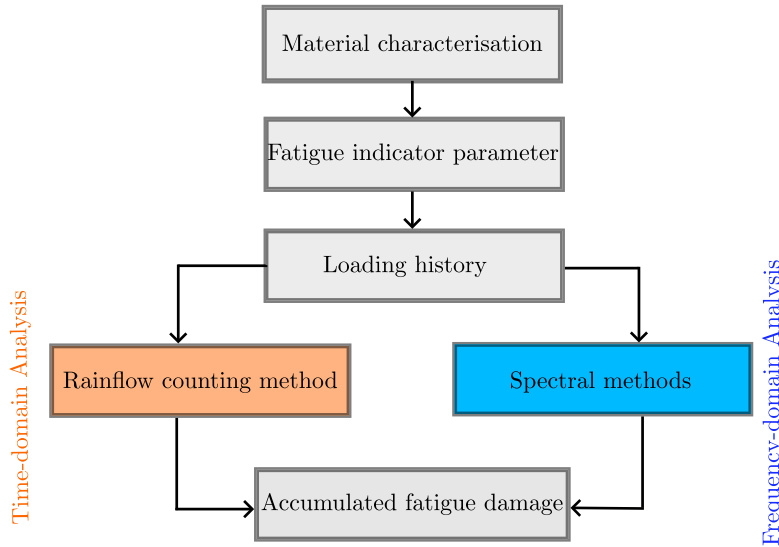 Material characterisation
Fatigue indicator parameter
Loading history
Time-domain Analysis
Rainflow counting method
Spectral methods
Frequency-domain Analysis
Accumulated fatigue damage